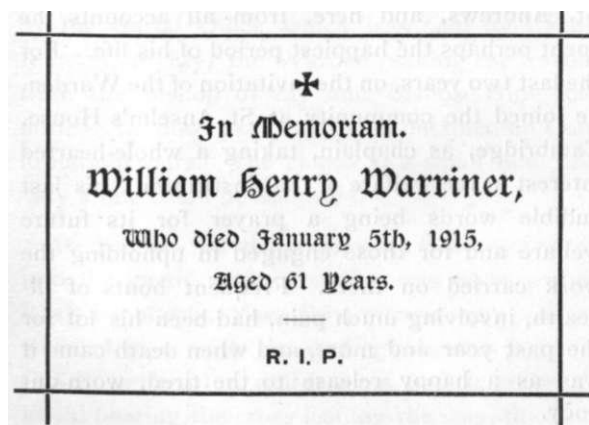 In Memoriam.
William Henry Warriner,
Who died January 5th, 1915,
Aged 61 Years.
R. I. P.